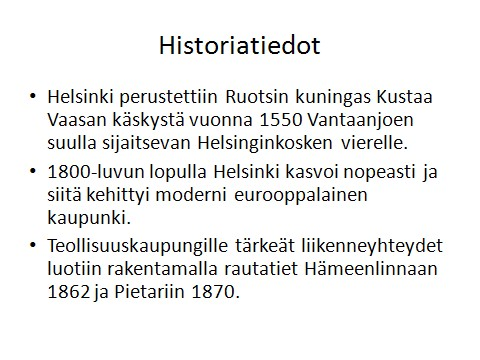 Historiatiedot
• Helsinki perustettiin Ruotsin kuningas Kustaa
Vaasan käskystä vuonna 1550 Vantaanjoen
suulla sijaitsevan Helsinginkosken vierelle.
• 1800-luvun lopulla Helsinki kasvoi nopeasti ja
siitä kehittyi moderni eurooppalainen
kaupunki.
• Teollisuuskaupungille tärkeät liikenneyhteydet
luotiin rakentamalla rautatiet Hämeenlinnaan
1862 ja Pietariin 1870.